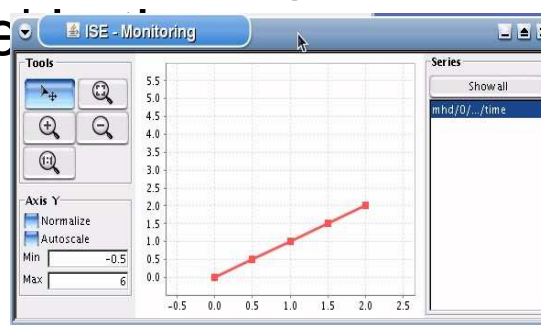 ISE - Monitoring
Tools
1:1
Axis Y
Normalize
Autoscale
Min -0.5
Max 6
5.5
5.0
4.5
4.0
3.5
3.0
2.5
2.0
1.5
1.0
0.5
0.0
-0.5 0.0 0.5 1.0 1.5 2.0 2.5
Series
Show all
mhd/0/.../time